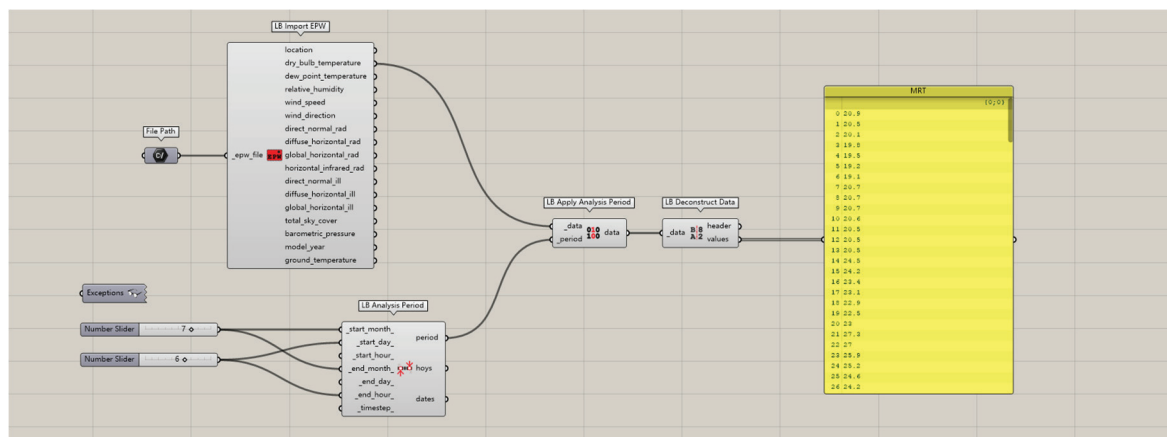 LB Import EPW
location
dry_bulb_temperature
dew_point_temperature
relative_humidity
wind_speed
wind_direction
direct_normal_rad
diffuse_horizontal_rad
_epw_file EPW global_horizontal_rad
horizontal_infrared_rad
direct_normal_ill
diffuse_horizontal_ill
global_horizontal_ill
total_sky_cover
barometric_pressure
model_year
ground_temperature
File Path
C/
Exceptions
Number Slider 7
Number Slider 6
LB Analysis Period
_start_month_
_start_day_
_start_hour_
_end_month_
_end_day_
_end_hour_
_timestep_
period
hoys
dates
LB Apply Analysis Period
_data
_period
010
100
data
LB Deconstruct Data
_data
B 8
A 2
header
values
MRT
{0;0}
0 20.9
1 20.5
2 20.1
3 19.8
4 19.5
5 19.2
6 19.1
7 20.7
8 20.7
9 20.7
10 20.6
11 20.5
12 20.5
13 20.5
14 24.5
15 24.2
16 23.4
17 23.1
18 22.9
19 22.5
20 23
21 27.3
22 27
23 25.9
24 25.2
25 24.6
26 24.2